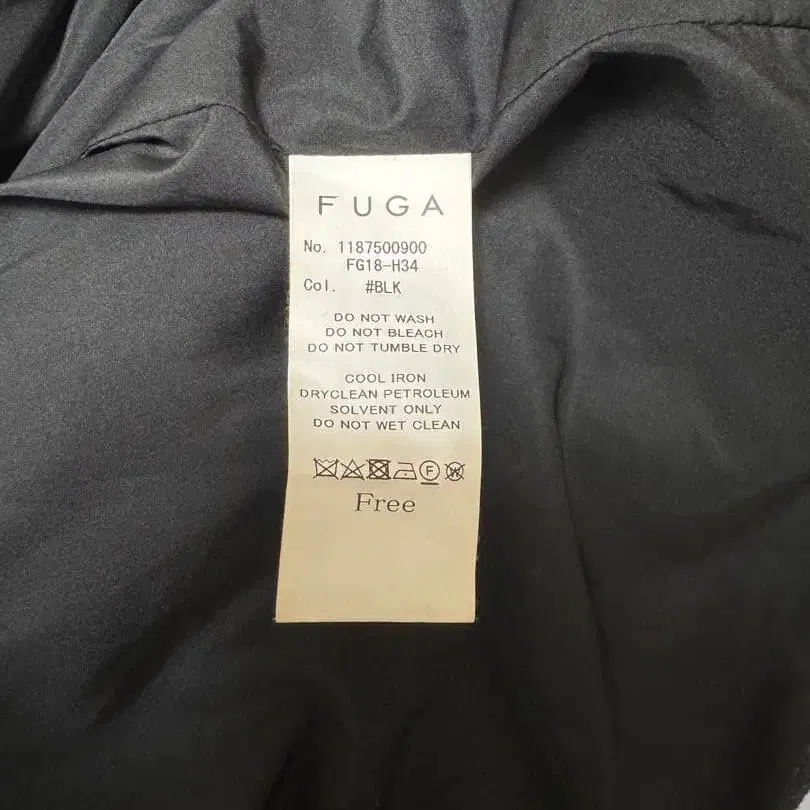 FUGA
No. 1187500900
FG18-H34
Col. #BLK
DO NOT WASH
DO NOT BLEACH
DO NOT TUMBLE DRY
COOL IRON
DRYCLEAN PETROLEUM
SOLVENT ONLY
DO NOT WET CLEAN
F W
Free